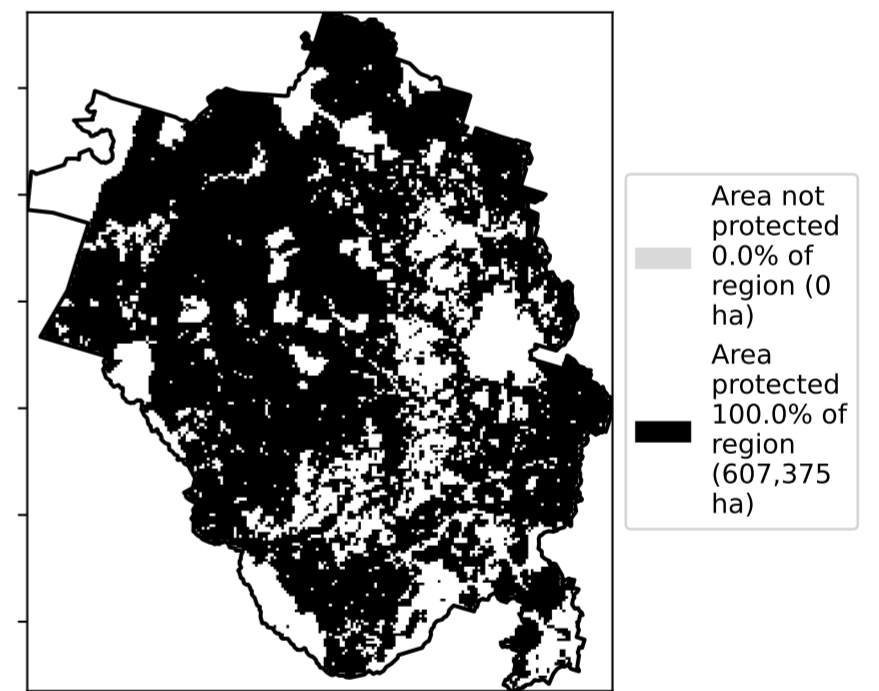 Area not
protected
0.0% of
region (0
ha)
Area
protected
100.0% of
region
(607,375
ha)